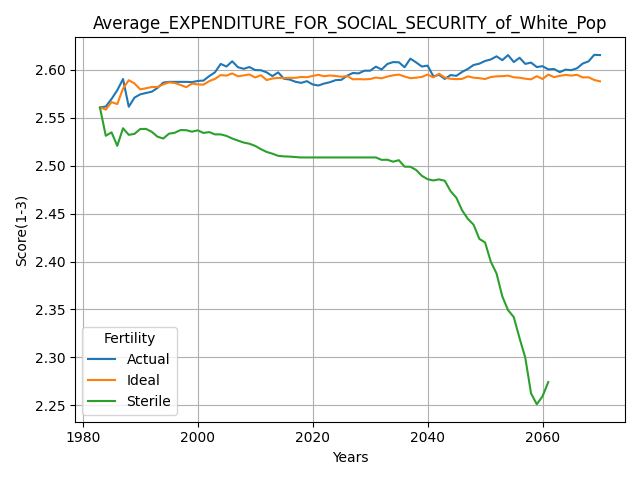 Average_EXPENDITURE_FOR_SOCIAL_SECURITY_of_White_Pop
Score(1-3)
2.60
2.55
2.50
2.45
2.40
2.35
2.30
2.25
Fertility
Actual
Ideal
Sterile
1980
2000
2020
2040
2060
Years